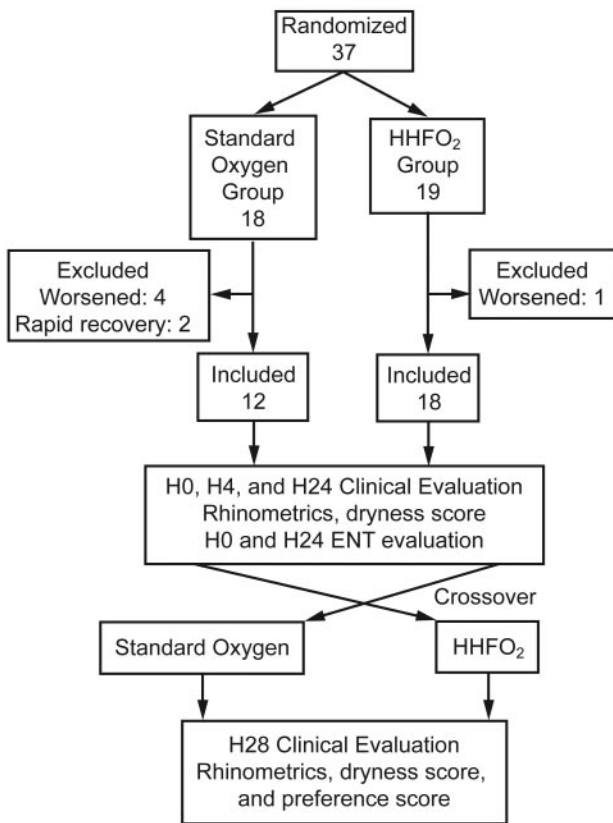 Randomized
37
Standard
Oxygen
Group
18
HHFO₂
Group
19
Excluded
Worsened: 4
Rapid recovery: 2
Excluded
Worsened: 1
Included
12
Included
18
H0, H4, and H24 Clinical Evaluation
Rhinometrics, dryness score
H0 and H24 ENT evaluation
Crossover
Standard Oxygen
HHFO₂
H28 Clinical Evaluation
Rhinometrics, dryness score,
and preference score